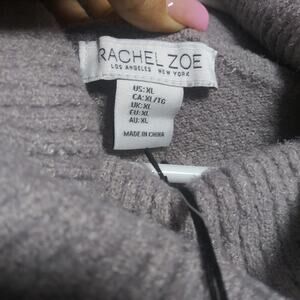 RACHEL ZOE
LOS ANGELES NEW YORK
US: XL
CA: XL/TG
UK: XL
EU: XL
AU: XL
MADE IN CHINA